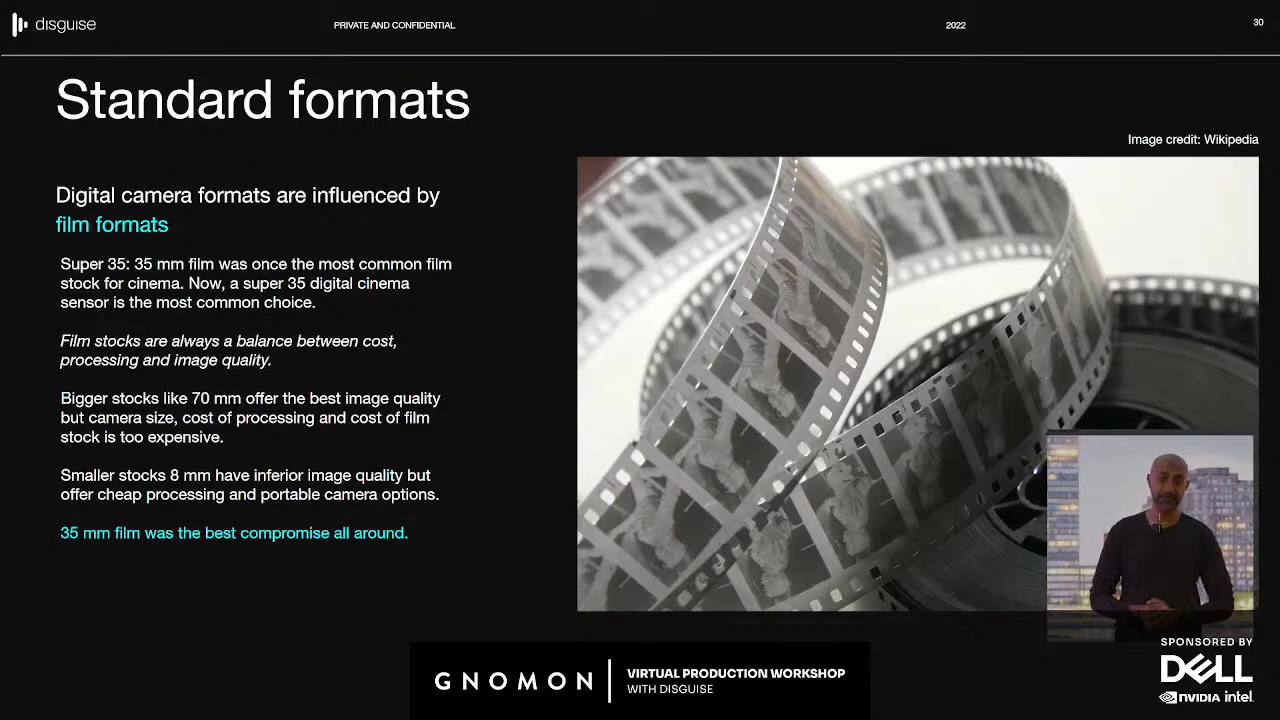 disguise
PRIVATE AND CONFIDENTIAL
2022
30
Standard formats
Image credit: Wikipedia
Digital camera formats are influenced by
film formats
Super 35: 35 mm film was once the most common film
stock for cinema. Now, a super 35 digital cinema
sensor is the most common choice.
Film stocks are always a balance between cost,
processing and image quality.
Bigger stocks like 70 mm offer the best image quality
but camera size, cost of processing and cost of film
stock is too expensive.
Smaller stocks 8 mm have inferior image quality but
offer cheap processing and portable camera options.
35 mm film was the best compromise all around.
GNOMON
VIRTUAL PRODUCTION WORKSHOP
WITH DISGUISE
SPONSORED BY
DELL
NVIDIA intel.